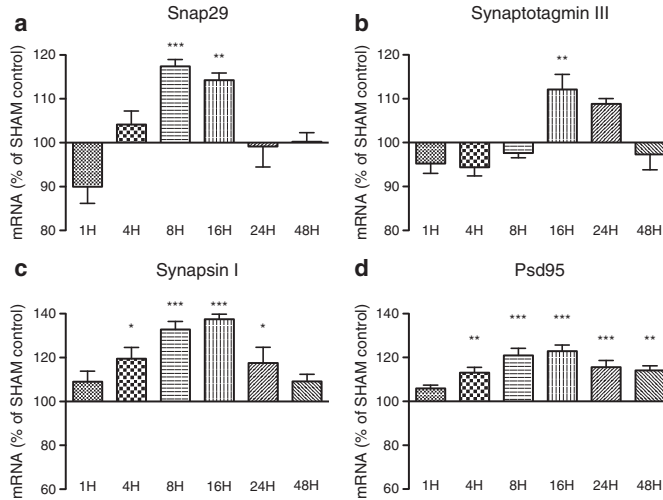 a
Snap29
mRNA (% of SHAM control)
120
110
100
90
80
***
**
1H 4H 8H 16H 24H 48H
b
Synaptotagmin III
mRNA (% of SHAM control)
120
110
100
90
80
**
1H 4H 8H 16H 24H 48H
c
Synapsin I
mRNA (% of SHAM control)
140
120
100
80
60
* *** *** *
1H 4H 8H 16H 24H 48H
d
Psd95
mRNA (% of SHAM control)
140
120
100
80
60
** *** *** *** **
1H 4H 8H 16H 24H 48H